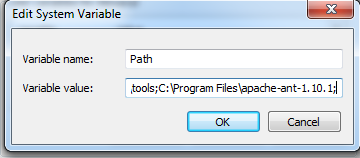 Edit System Variable
Variable name: Path
Variable value: ,tools;C:\Program Files\apache-ant-1.10.1;
OK Cancel